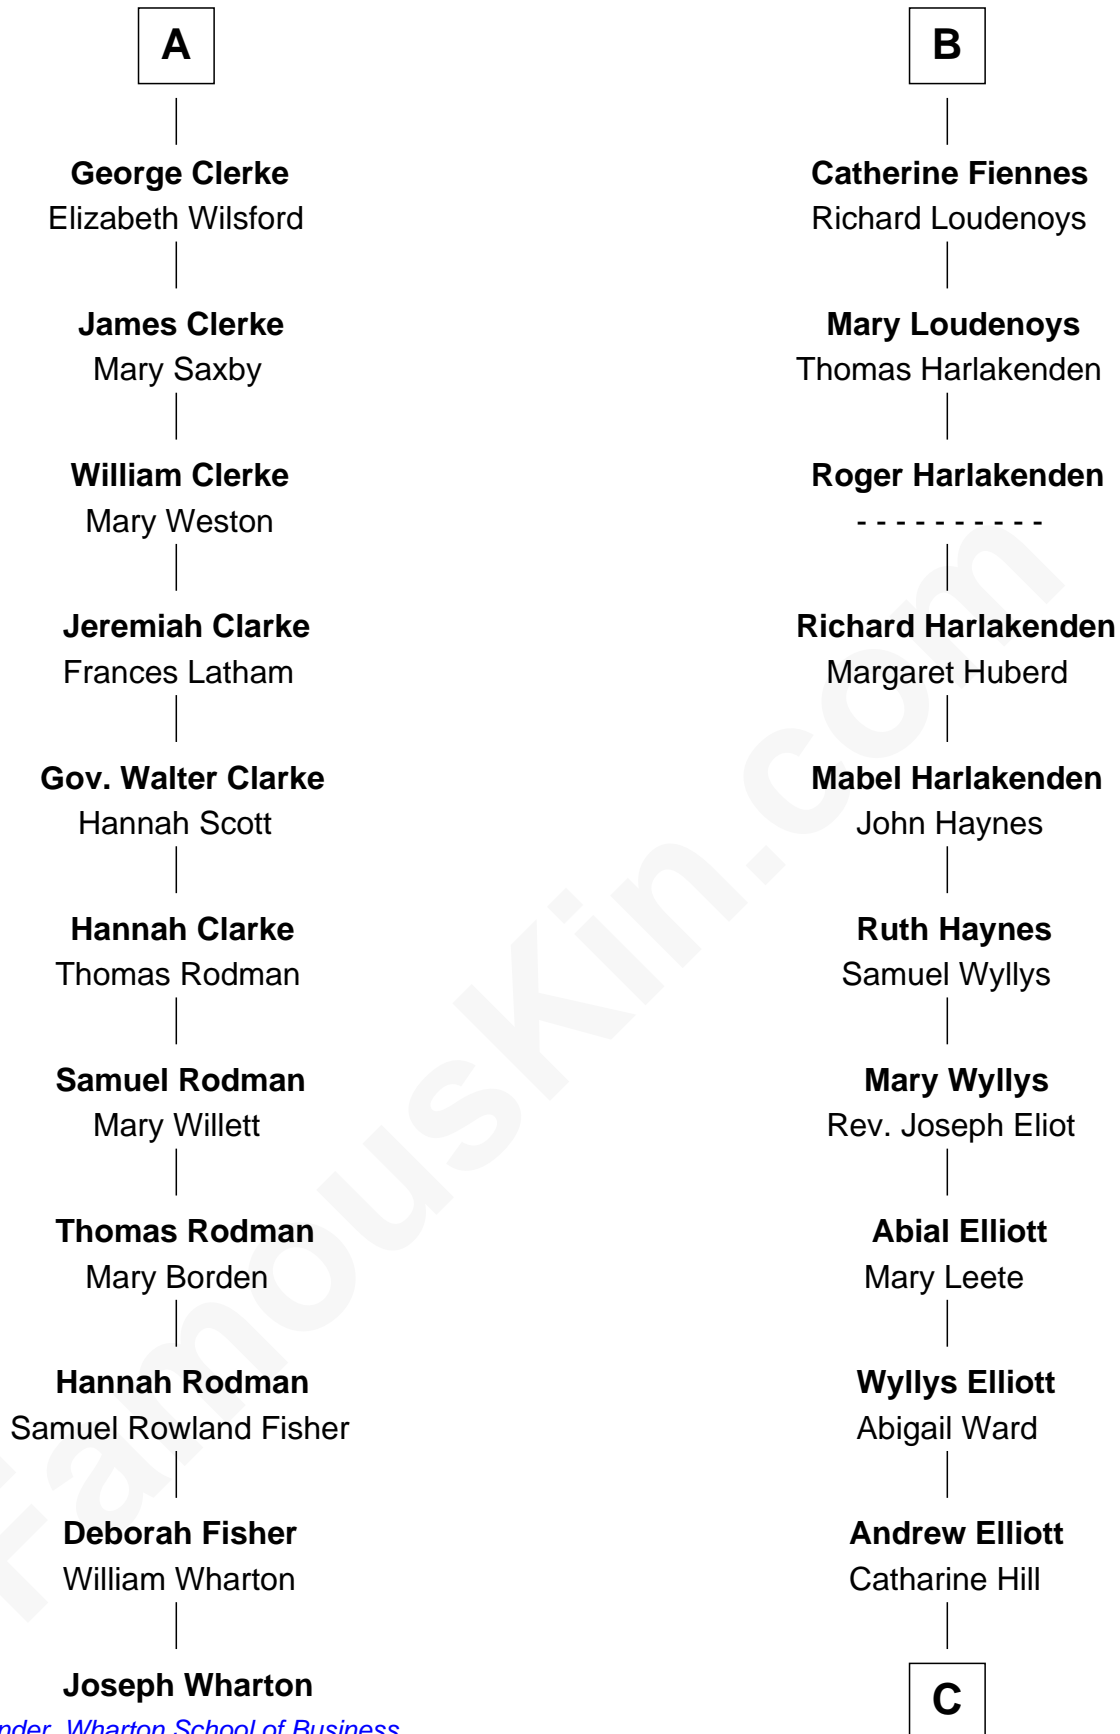 A
George Clerke
Elizabeth Wilsford
James Clerke
Mary Saxby
William Clerke
Mary Weston
Jeremiah Clarke
Frances Latham
Gov. Walter Clarke
Hannah Scott
Hannah Clarke
Thomas Rodman
Samuel Rodman
Mary Willett
Thomas Rodman
Mary Borden
Hannah Rodman
Samuel Rowland Fisher
Deborah Fisher
William Wharton
Joseph Wharton
Wharton School of Business
B
Catherine Fiennes
Richard Loudenoys
Mary Loudenoys
Thomas Harlakenden
Roger Harlakenden
- - - - - - - - - -
Richard Harlakenden
Margaret Huberd
Mabel Harlakenden
John Haynes
Ruth Haynes
Samuel Wyllys
Mary Wyllys
Rev. Joseph Eliot
Abial Elliott
Mary Leete
Wyllys Elliott
Abigail Ward
Andrew Elliott
Catharine Hill
C
FamousKin.com